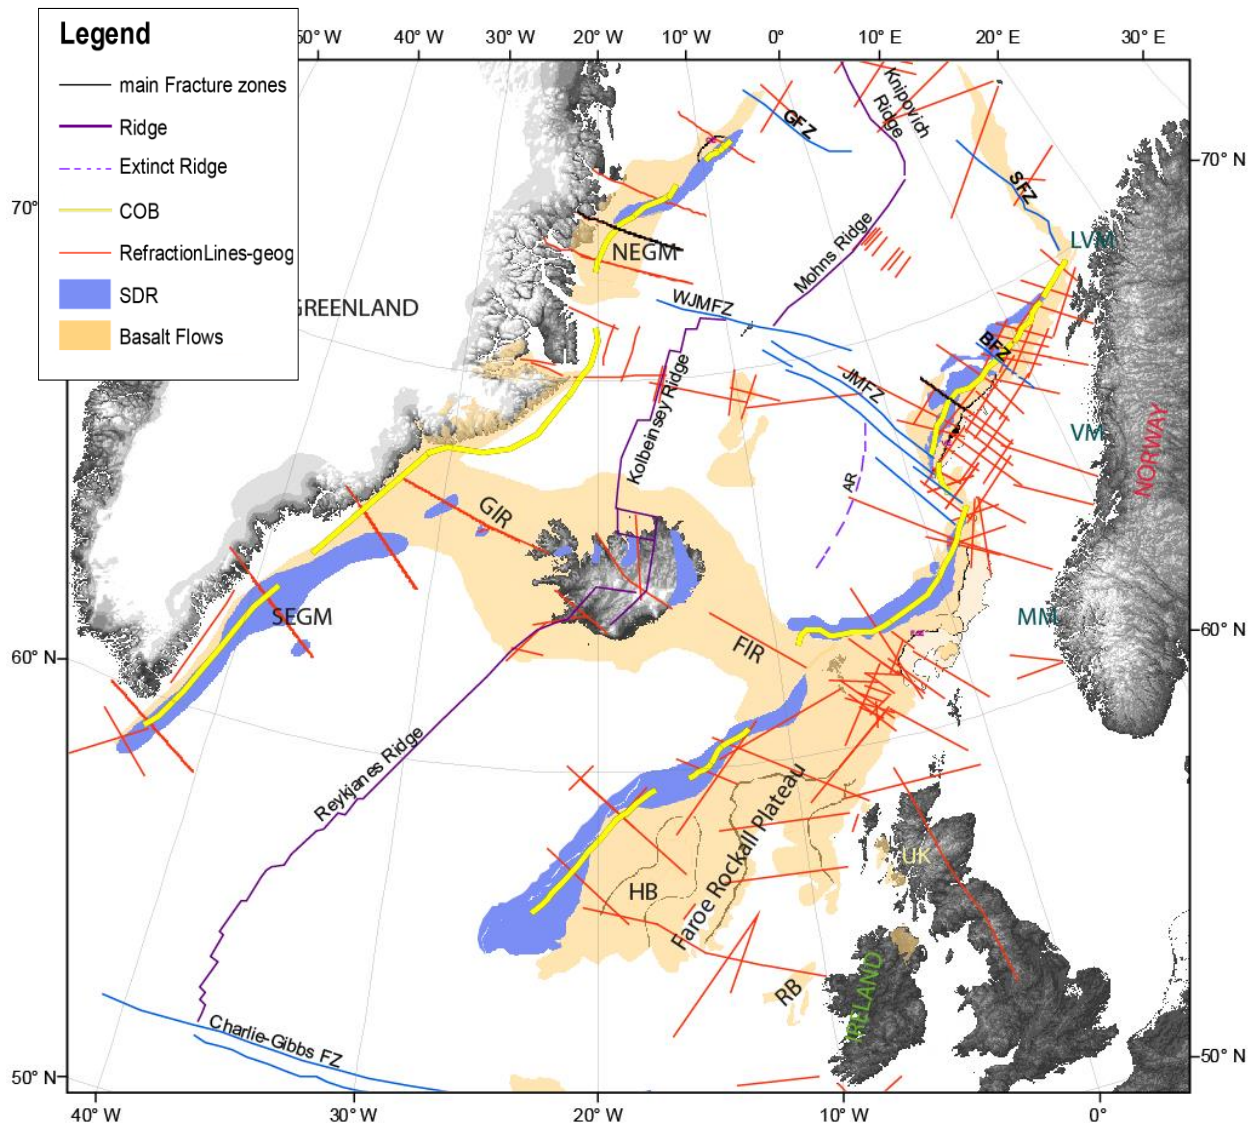 Legend
main Fracture zones
Ridge
Extinct Ridge
COB
RefractionLines-geog
SDR
Basalt Flows
50° W
40° W
30° W
20° W
10° W
0°
10° E
20° E
30° E
70°
70° N
60° N
60° N
50° N
50° N
40° W
30° W
20° W
10° W
0°
GREENLAND
GFZ
Knipovich
Ridge
SFZ
LVM
NEGM
Mohns Ridge
WJMFZ
BFZ
JMFZ
Kolbeinsey Ridge
VM
NORWAY
AR
GIR
SEGM
FIR
MM
Reykjanes Ridge
Faroe Rockall Plateau
HB
UK
RB
IRELAND
Charlie-Gibbs FZ